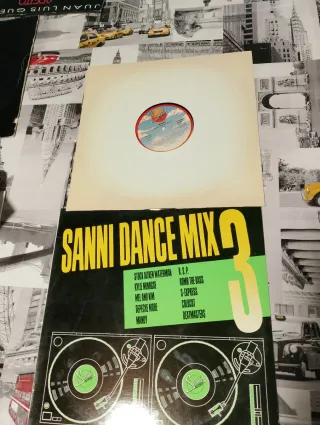 JUAN LUIS GUE
SANNI DANCE MIX
3
STOCK AITKEN WATERMAN
KYLIE MINOGUE
MEL AND KIM
DEPECHE MODE
MANDY
BOMB THE BASS
S-EXPRESS
COLDCUT
BEATMASTERS